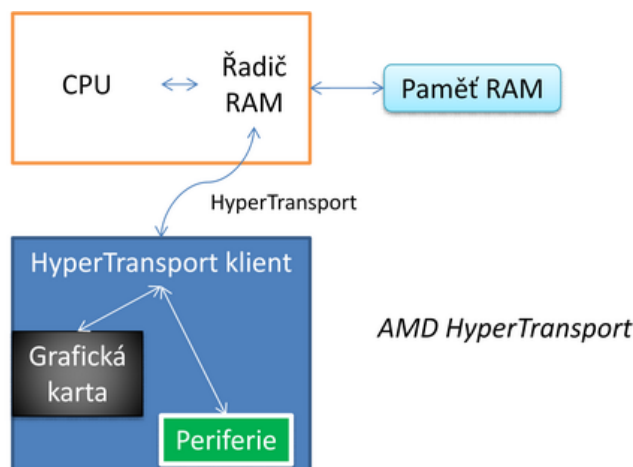 CPU
Řadič
RAM
Paměť RAM
HyperTransport
HyperTransport klient
AMD HyperTransport
Grafická
karta
Periferie